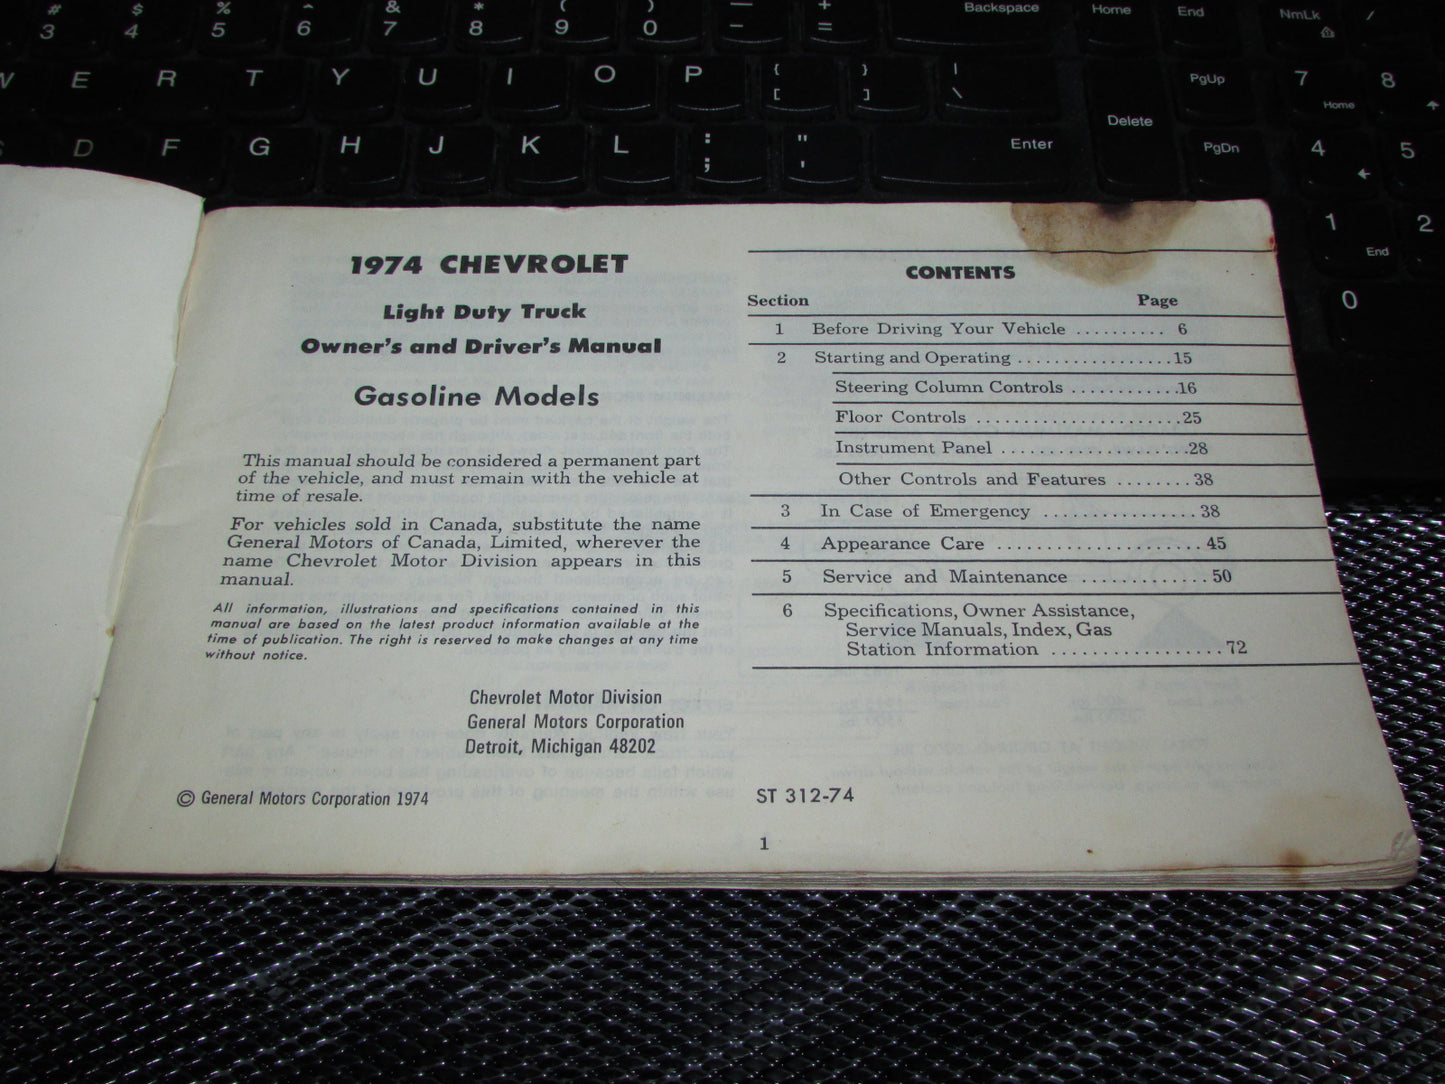 # $ % ^ & * ( ) — +
3 4 5 6 7 8 9 0 - =
Backspace Home End NmLk /
W E R T Y U I O P { [ } ] | \
Delete PgUp 7 Home 8
D F G H J K L : ; " '
Enter PgDn 4 5
1 End 2
0
1974 CHEVROLET
Light Duty Truck
Owner's and Driver's Manual
Gasoline Models
This manual should be considered a permanent part
of the vehicle, and must remain with the vehicle at
time of resale.
For vehicles sold in Canada, substitute the name
General Motors of Canada, Limited, wherever the
name Chevrolet Motor Division appears in this
manual.
All information, illustrations and specifications contained in this
manual are based on the latest product information available at the
time of publication. The right is reserved to make changes at any time
without notice.
Chevrolet Motor Division
General Motors Corporation
Detroit, Michigan 48202
© General Motors Corporation 1974
CONTENTS
Section Page
1 Before Driving Your Vehicle .......... 6
2 Starting and Operating .................15
Steering Column Controls ............16
Floor Controls .......................25
Instrument Panel ....................28
Other Controls and Features ........38
3 In Case of Emergency ...............38
4 Appearance Care ....................45
5 Service and Maintenance .............50
6 Specifications, Owner Assistance,
Service Manuals, Index, Gas
Station Information .................72
ST 312-74
1